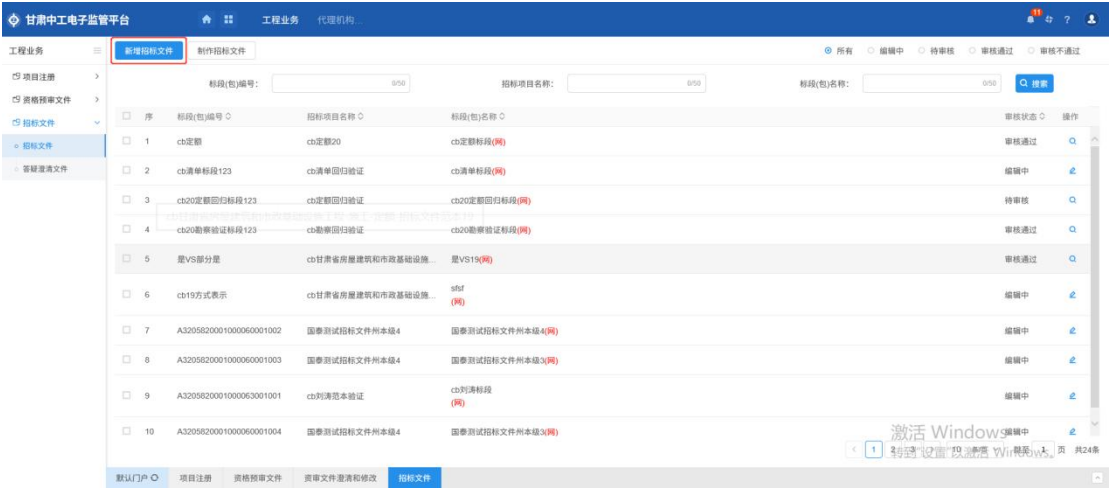 甘肃中工电子监管平台 工程业务 代理机构... 11 ?
工程业务 新增招标文件 制作招标文件 所有 编辑中 待审核 审核通过 审核不通过
项目注册
资格预审文件
招标文件
招标文件
答疑澄清文件
标段(包)编号: 0/50 招标项目名称: 0/50 标段(包)名称: 0/50 搜索
序 标段(包)编号 招标项目名称 标段(包)名称 审核状态 操作
1 cb定额 cb定额20 cb定额标段(网) 审核通过
2 cb清单标段123 cb清单回归验证 cb清单标段(网) 编辑中
3 cb20定额回归标段123 cb定额回归验证 cb20定额回归标段(网) 待审核
4 cb20勘察验证标段123 cb勘察回归验证 cb20勘察验证标段(网) 审核通过
5 是VS部分是 cb甘肃省房屋建筑和市政基础设施... 是VS19(网) 审核通过
6 cb19方式表示 cb甘肃省房屋建筑和市政基础设施... sfsf
(网) 编辑中
7 A3205820001000060001002 国泰测试招标文件州本级4 国泰测试招标文件州本级4(网) 编辑中
8 A3205820001000060001003 国泰测试招标文件州本级4 国泰测试招标文件州本级3(网) 编辑中
9 A3205820001000063001001 cb刘涛范本验证 cb刘涛标段
(网) 编辑中
10 A3205820001000060001004 国泰测试招标文件州本级4 国泰测试招标文件州本级3(网) 编辑中
激活 Windows
转到"设置"以激活 Windows。
1 2 3 10 条/页 跳至 1 页 共24条
默认门户 项目注册 资格预审文件 资审文件澄清和修改 招标文件